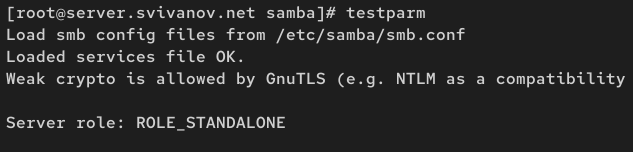 [root@server.svivanov.net samba]# testparm
Load smb config files from /etc/samba/smb.conf
Loaded services file OK.
Weak crypto is allowed by GnuTLS (e.g. NTLM as a compatibility
Server role: ROLE_STANDALONE